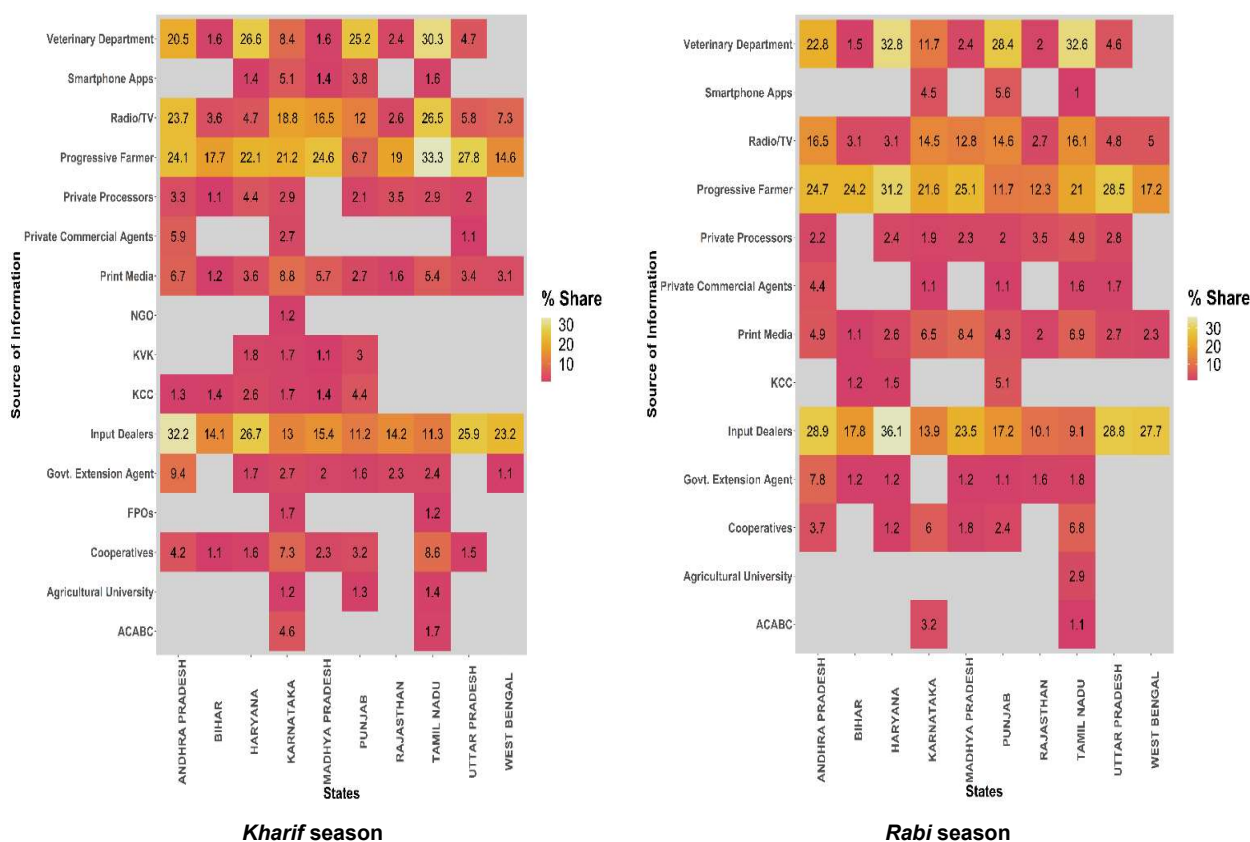 Source of Information
Veterinary Department 20.5 1.6 26.6 8.4 1.6 25.2 2.4 30.3 4.7
Smartphone Apps 1.4 5.1 1.4 3.8 1.6
Radio/TV 23.7 3.6 4.7 18.8 16.5 12 2.6 26.5 5.8 7.3
Progressive Farmer 24.1 17.7 22.1 21.2 24.6 6.7 19 33.3 27.8 14.6
Private Processors 3.3 1.1 4.4 2.9 2.1 3.5 2.9 2
Private Commercial Agents 5.9 2.7 1.1
Print Media 6.7 1.2 3.6 8.8 5.7 2.7 1.6 5.4 3.4 3.1
NGO 1.2
KVK 1.8 1.7 1.1 3
KCC 1.3 1.4 2.6 1.7 1.4 4.4
Input Dealers 32.2 14.1 26.7 13 15.4 11.2 14.2 11.3 25.9 23.2
Govt. Extension Agent 9.4 1.7 2.7 2 1.6 2.3 2.4 1.1
FPOs 1.7 1.2
Cooperatives 4.2 1.1 1.6 7.3 2.3 3.2 8.6 1.5
Agricultural University 1.2 1.3 1.4
ACABC 4.6 1.7
ANDHRA PRADESH
BIHAR
HARYANA
KARNATAKA
MADHYA PRADESH
PUNJAB
RAJASTHAN
TAMIL NADU
UTTAR PRADESH
WEST BENGAL
States
% Share
30
20
10
Kharif season
Source of Information
Veterinary Department 22.8 1.5 32.8 11.7 2.4 28.4 2 32.6 4.6
Smartphone Apps 4.5 5.6 1
Radio/TV 16.5 3.1 3.1 14.5 12.8 14.6 2.7 16.1 4.8 5
Progressive Farmer 24.7 24.2 31.2 21.6 25.1 11.7 12.3 21 28.5 17.2
Private Processors 2.2 2.4 1.9 2.3 2 3.5 4.9 2.8
Private Commercial Agents 4.4 1.1 1.1 1.6 1.7
Print Media 4.9 1.1 2.6 6.5 8.4 4.3 2 6.9 2.7 2.3
KCC 1.2 1.5 5.1
Input Dealers 28.9 17.8 36.1 13.9 23.5 17.2 10.1 9.1 28.8 27.7
Govt. Extension Agent 7.8 1.2 1.2 1.2 1.1 1.6 1.8
Cooperatives 3.7 1.2 6 1.8 2.4 6.8
Agricultural University 2.9
ACABC 3.2 1.1
ANDHRA PRADESH
BIHAR
HARYANA
KARNATAKA
MADHYA PRADESH
PUNJAB
RAJASTHAN
TAMIL NADU
UTTAR PRADESH
WEST BENGAL
States
% Share
30
20
10
Rabi season